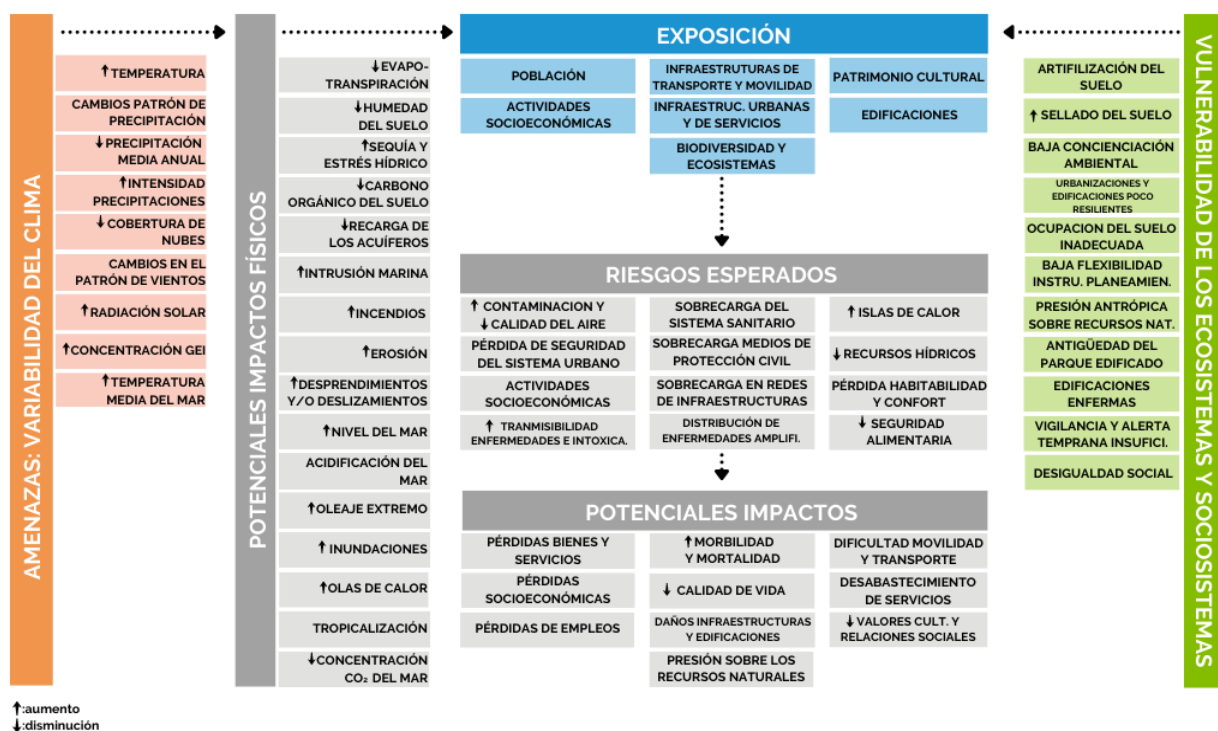 AMENAZAS: VARIABILIDAD DEL CLIMA
↑TEMPERATURA
CAMBIOS PATRÓN DE
PRECIPITACIÓN
↓PRECIPITACIÓN
MEDIA ANUAL
↑INTENSIDAD
PRECIPITACIONES
↓COBERTURA DE
NUBES
CAMBIOS EN EL
PATRÓN DE VIENTOS
↑RADIACIÓN SOLAR
↑CONCENTRACIÓN GEI
↑TEMPERATURA
MEDIA DEL MAR
POTENCIALES IMPACTOS FÍSICOS
↓EVAPO-
TRANSPIRACIÓN
↓HUMEDAD
DEL SUELO
↑SEQUÍA Y
ESTRÉS HÍDRICO
↓CARBONO
ORGÁNICO DEL SUELO
↓RECARGA DE
LOS ACUÍFEROS
↑INTRUSIÓN MARINA
↑INCENDIOS
↑EROSIÓN
↑DESPRENDIMIENTOS
Y/O DESLIZAMIENTOS
↑NIVEL DEL MAR
ACIDIFICACIÓN DEL
MAR
↑OLEAJE EXTREMO
↑INUNDACIONES
↑OLAS DE CALOR
TROPICALIZACIÓN
↓CONCENTRACIÓN
CO₂ DEL MAR
EXPOSICIÓN
POBLACIÓN
INFRAESTRUTURAS DE
TRANSPORTE Y MOVILIDAD
PATRIMONIO CULTURAL
ACTIVIDADES
SOCIOECONÓMICAS
INFRAESTRUC. URBANAS
Y DE SERVICIOS
EDIFICACIONES
BIODIVERSIDAD Y
ECOSISTEMAS
RIESGOS ESPERADOS
↑ CONTAMINACION Y
↓ CALIDAD DEL AIRE
SOBRECARGA DEL
SISTEMA SANITARIO
↑ ISLAS DE CALOR
PÉRDIDA DE SEGURIDAD
DEL SISTEMA URBANO
SOBRECARGA MEDIOS DE
PROTECCIÓN CIVIL
↓ RECURSOS HÍDRICOS
ACTIVIDADES
SOCIOECONÓMICAS
SOBRECARGA EN REDES
DE INFRAESTRUCTURAS
PÉRDIDA HABITABILIDAD
Y CONFORT
↑ TRANMISIBILIDAD
ENFERMEDADES E INTOXICA.
DISTRIBUCIÓN DE
ENFERMEDADES AMPLIFI.
↓ SEGURIDAD
ALIMENTARIA
POTENCIALES IMPACTOS
PÉRDIDAS BIENES Y
SERVICIOS
↑MORBILIDAD
Y MORTALIDAD
DIFICULTAD MOVILIDAD
Y TRANSPORTE
PÉRDIDAS
SOCIOECONÓMICAS
↓ CALIDAD DE VIDA
DESABASTECIMIENTO
DE SERVICIOS
PÉRDIDAS DE EMPLEOS
DAÑOS INFRAESTRUCTURAS
Y EDIFICACIONES
↓ VALORES CULT. Y
RELACIONES SOCIALES
PRESIÓN SOBRE LOS
RECURSOS NATURALES
ARTIFILIZACIÓN DEL
SUELO
↑ SELLADO DEL SUELO
BAJA CONCIENCIACIÓN
AMBIENTAL
URBANIZACIONES Y
EDIFICACIONES POCO
RESILIENTES
OCUPACION DEL SUELO
INADECUADA
BAJA FLEXIBILIDAD
INSTRU. PLANEAMIEN.
PRESIÓN ANTRÓPICA
SOBRE RECURSOS NAT.
ANTIGÜEDAD DEL
PARQUE EDIFICADO
EDIFICACIONES
ENFERMAS
VIGILANCIA Y ALERTA
TEMPRANA INSUFICI.
DESIGUALDAD SOCIAL
VULNERABILIDAD DE LOS ECOSISTEMAS Y SOCIOSISTEMAS
↑:aumento
↓:disminución